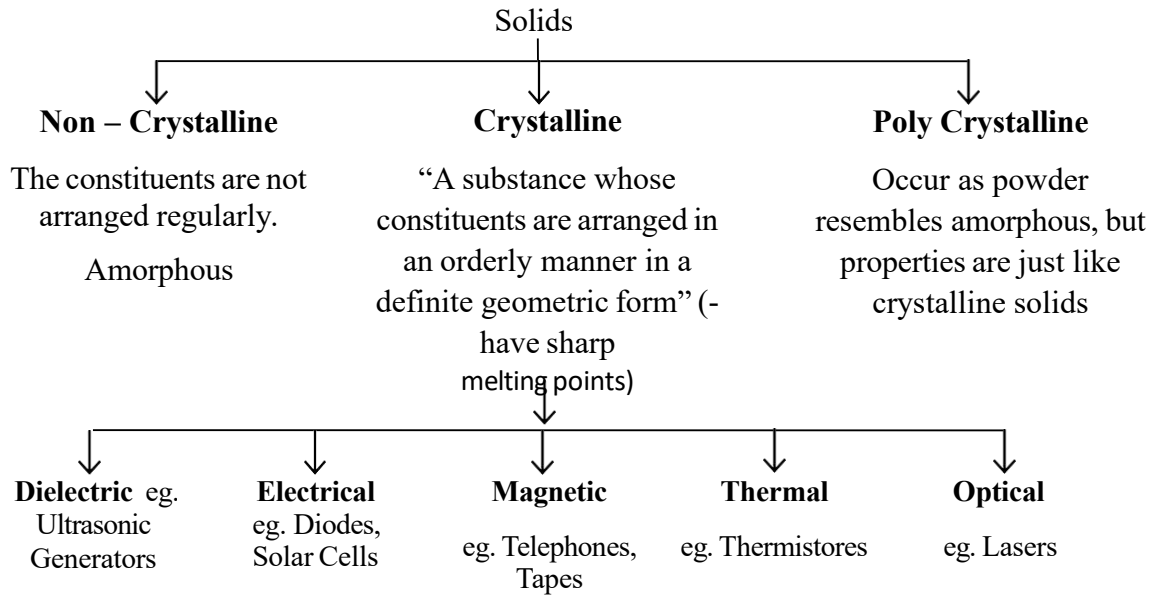 Solids
Non – Crystalline
The constituents are not
arranged regularly.
Amorphous
Crystalline
“A substance whose
constituents are arranged in
an orderly manner in a
definite geometric form” (-
have sharp
melting points)
Poly Crystalline
Occur as powder
resembles amorphous, but
properties are just like
crystalline solids
Dielectric eg.
Ultrasonic
Generators
Electrical
eg. Diodes,
Solar Cells
Magnetic
eg. Telephones,
Tapes
Thermal
eg. Thermistores
Optical
eg. Lasers